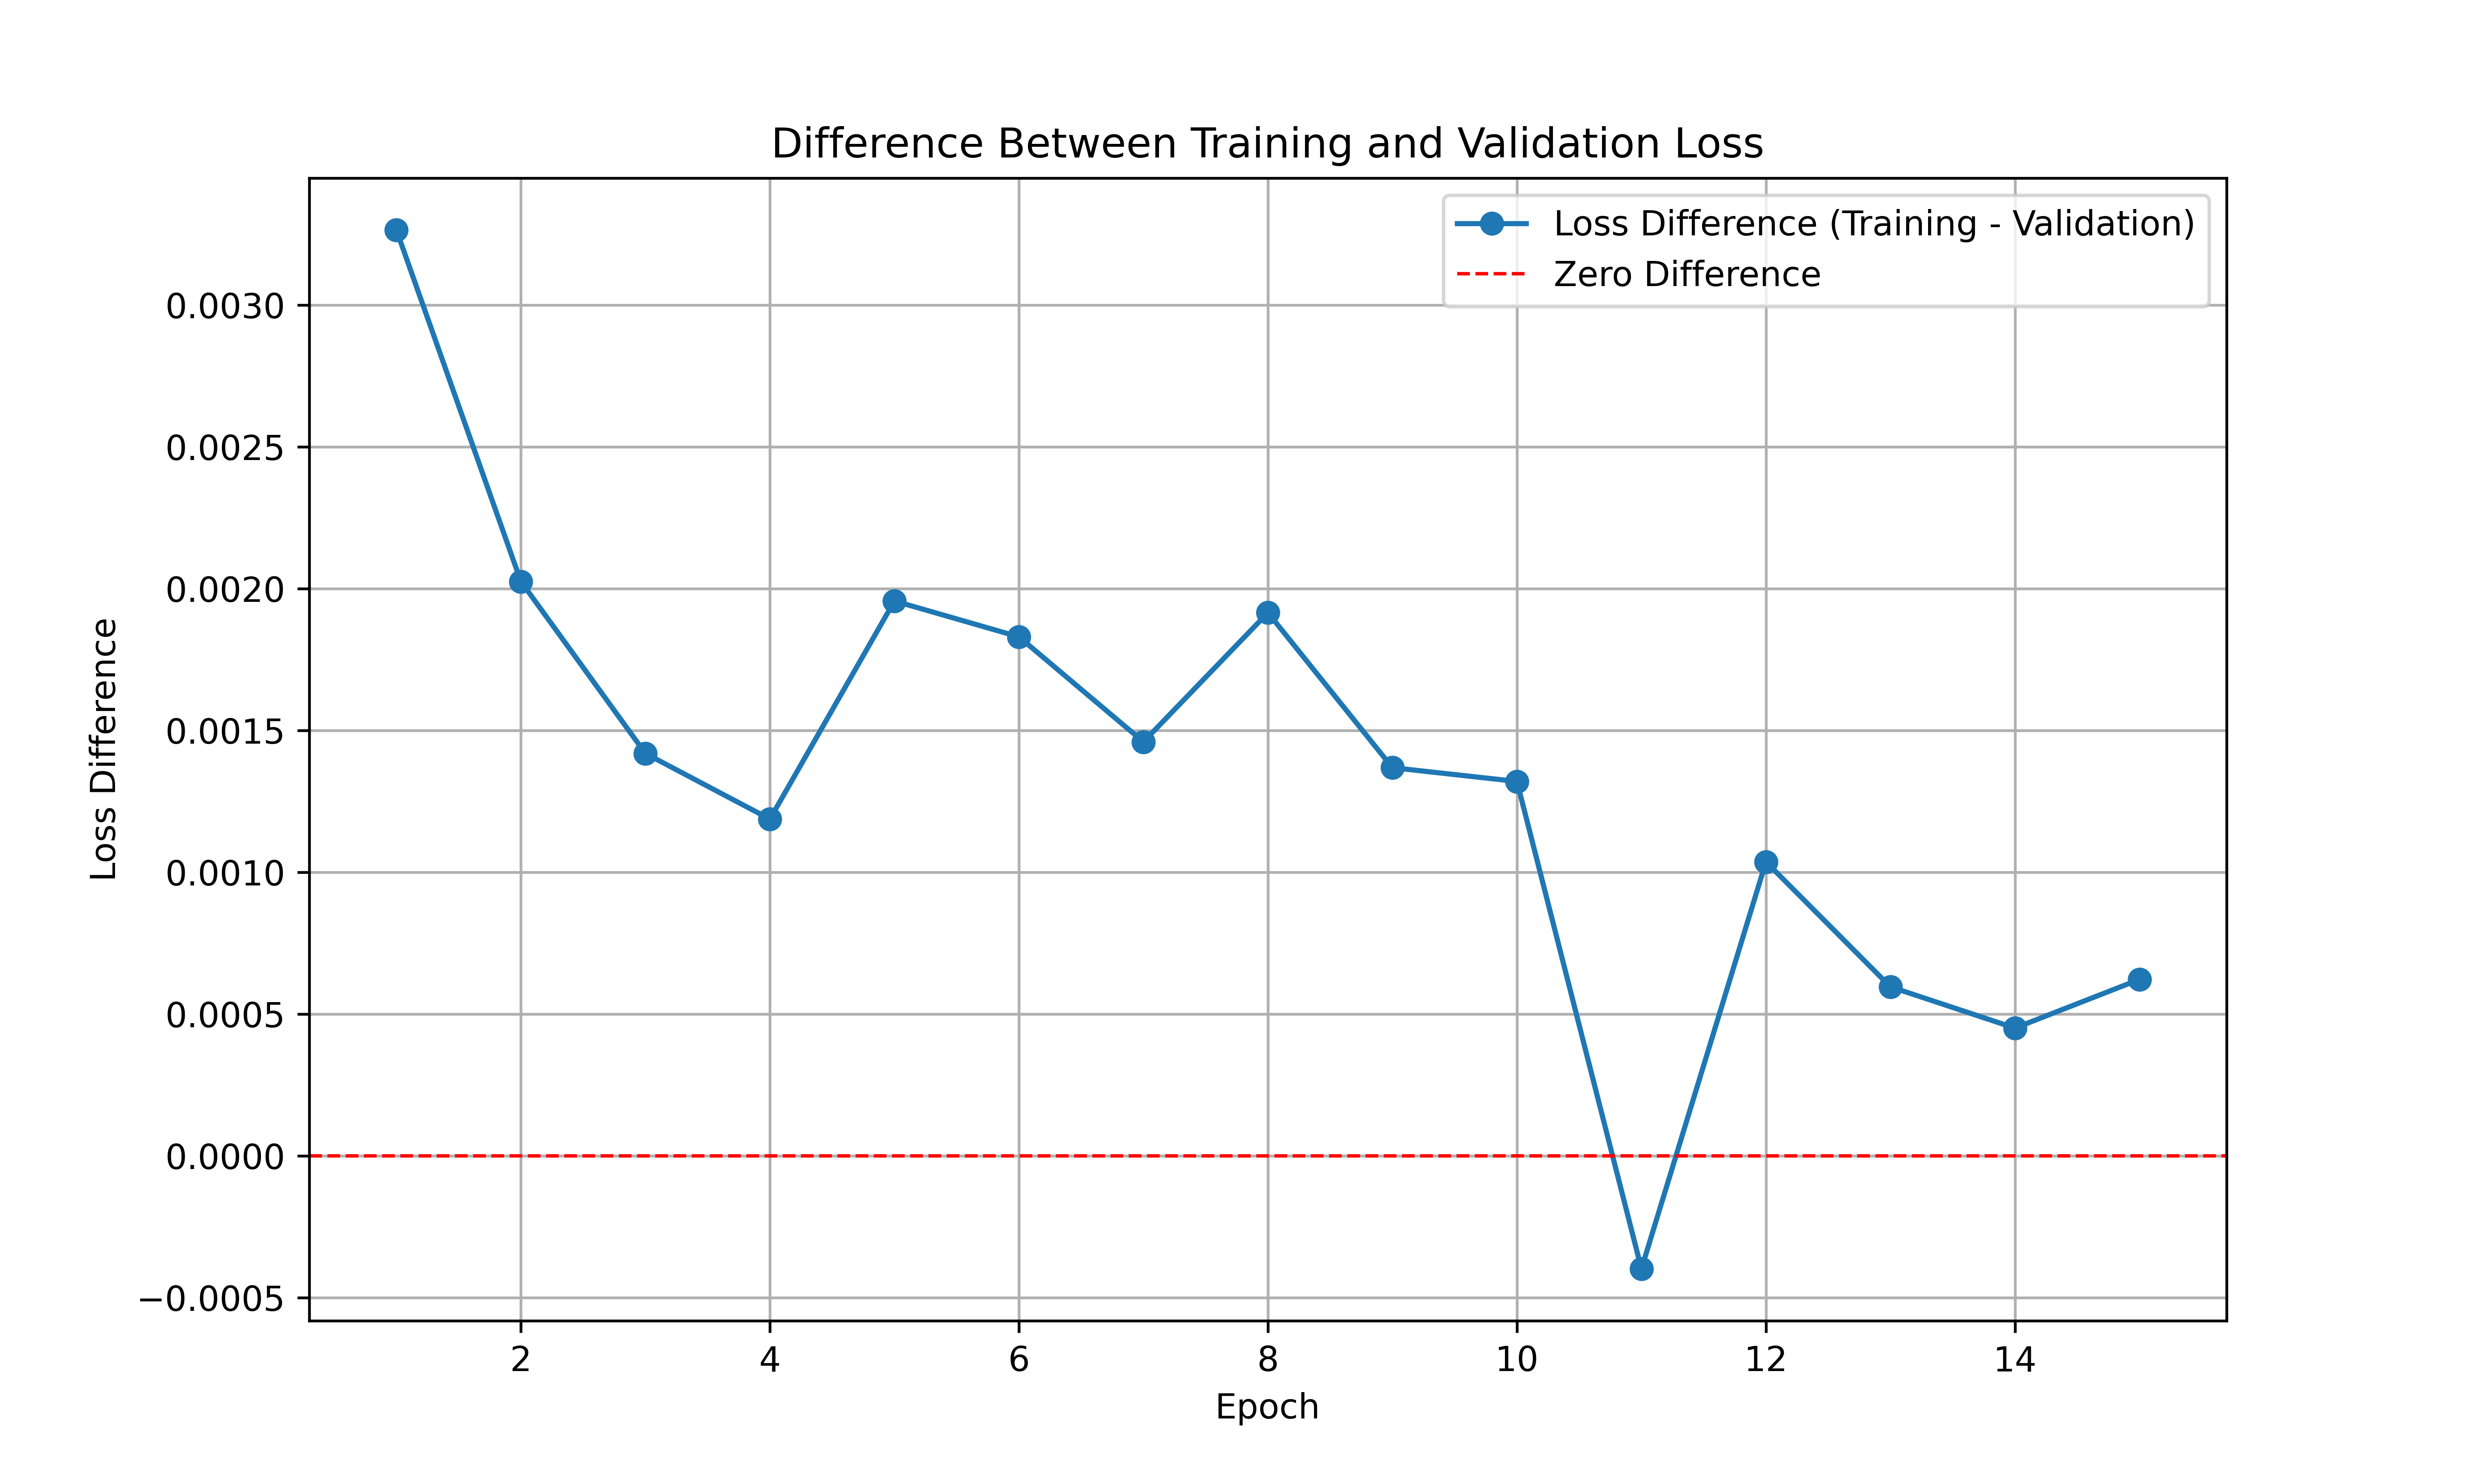 Difference Between Training and Validation Loss
Loss Difference (Training - Validation)
Zero Difference
0.0030
0.0025
0.0020
0.0015
0.0010
0.0005
0.0000
−0.0005
Loss Difference
2 4 6 8 10 12 14
Epoch